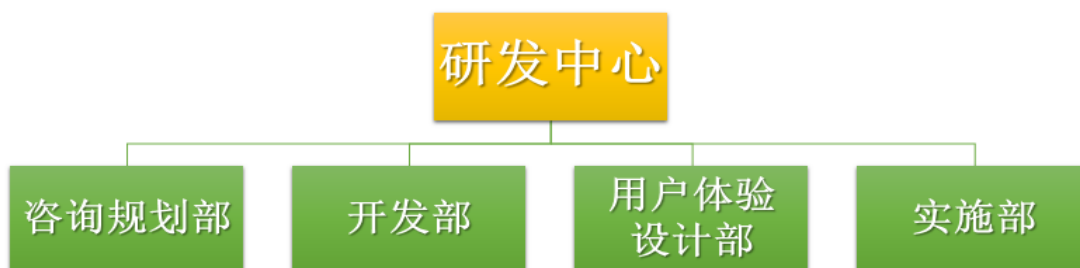 研发中心
咨询规划部
开发部
用户体验
设计部
实施部